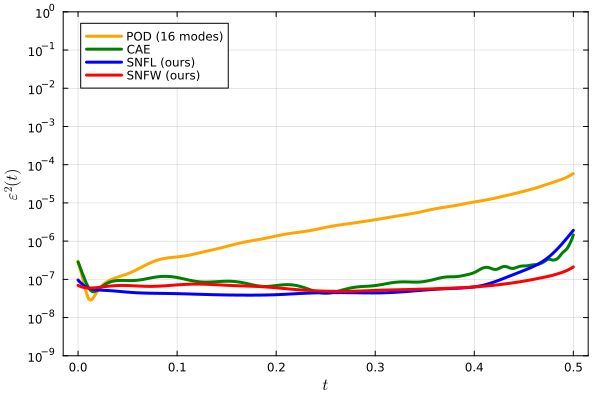 10⁰
10⁻¹
10⁻²
10⁻³
10⁻⁴
10⁻⁵
10⁻⁶
10⁻⁷
10⁻⁸
10⁻⁹
ε²(t)
POD (16 modes)
CAE
SNFL (ours)
SNFW (ours)
0.0 0.1 0.2 0.3 0.4 0.5
t